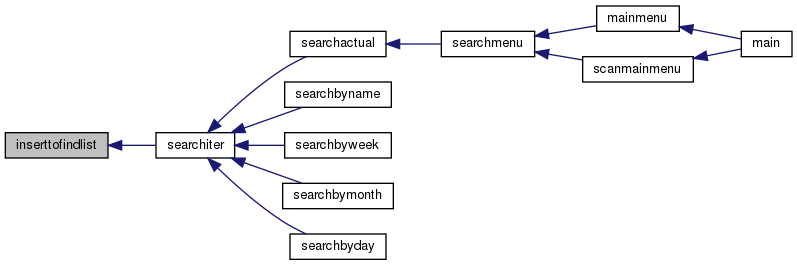 inserttofindlist
searchiter
searchactual
searchbyname
searchbyweek
searchbymonth
searchbyday
searchmenu
mainmenu
scanmainmenu
main